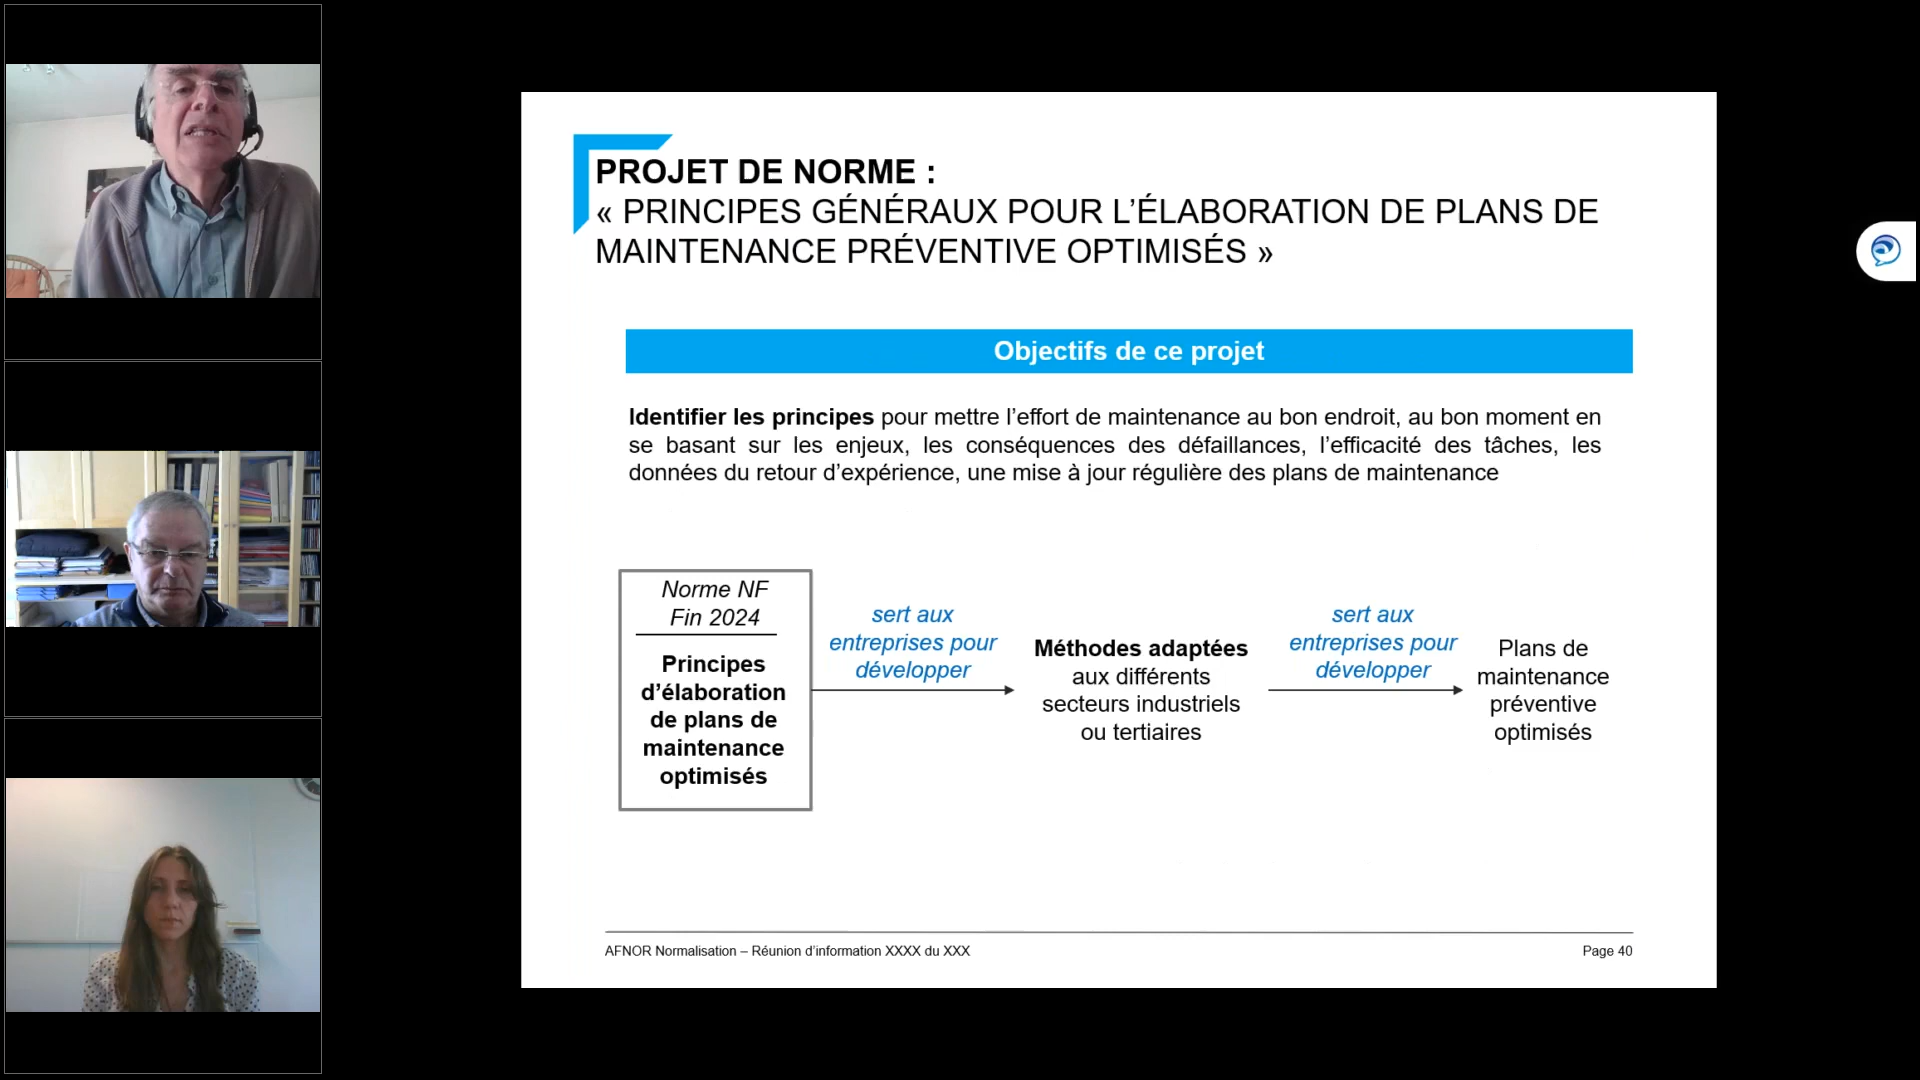 PROJET DE NORME :
« PRINCIPES GÉNÉRAUX POUR L’ÉLABORATION DE PLANS DE
MAINTENANCE PRÉVENTIVE OPTIMISÉS »
Objectifs de ce projet
Identifier les principes pour mettre l’effort de maintenance au bon endroit, au bon moment en
se basant sur les enjeux, les conséquences des défaillances, l’efficacité des tâches, les
données du retour d’expérience, une mise à jour régulière des plans de maintenance
Norme NF
Fin 2024
Principes
d’élaboration
de plans de
maintenance
optimisés
sert aux
entreprises pour
développer
Méthodes adaptées
aux différents
secteurs industriels
ou tertiaires
sert aux
entreprises pour
développer
Plans de
maintenance
préventive
optimisés
AFNOR Normalisation – Réunion d’information XXXX du XXX
Page 40